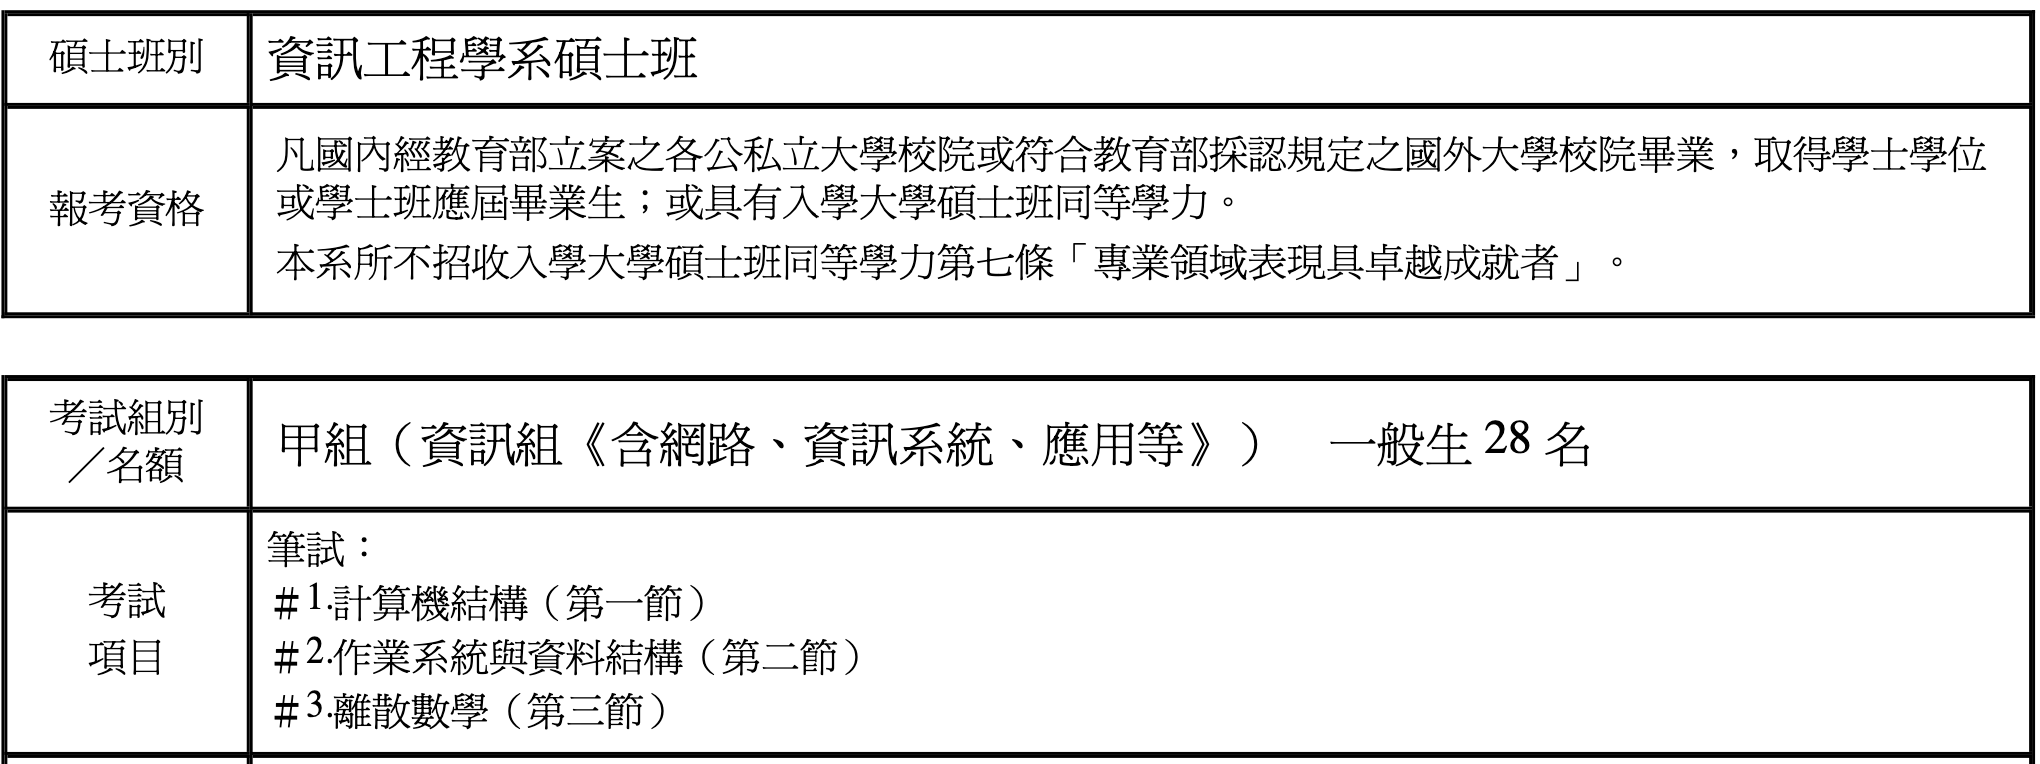 碩士班別
資訊工程學系碩士班
報考資格
凡國內經教育部立案之各公私立大學校院或符合教育部採認規定之國外大學校院畢業，取得學士學位
或學士班應屆畢業生；或具有入學大學碩士班同等學力。
本系所不招收入學大學碩士班同等學力第七條「專業領域表現具卓越成就者」。
考試組別
／名額
甲組（資訊組《含網路、資訊系統、應用等》） 一般生 28 名
考試
項目
筆試：
＃1.計算機結構（第一節）
＃2.作業系統與資料結構（第二節）
＃3.離散數學（第三節）